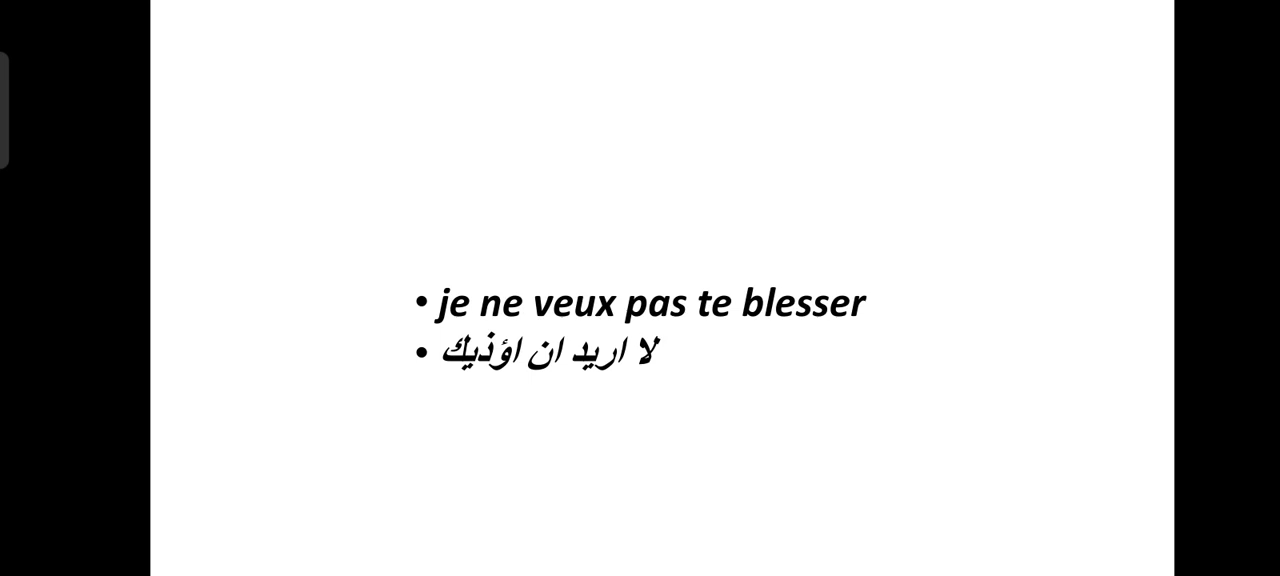 • je ne veux pas te blesser
• لا اريد ان اؤذيك